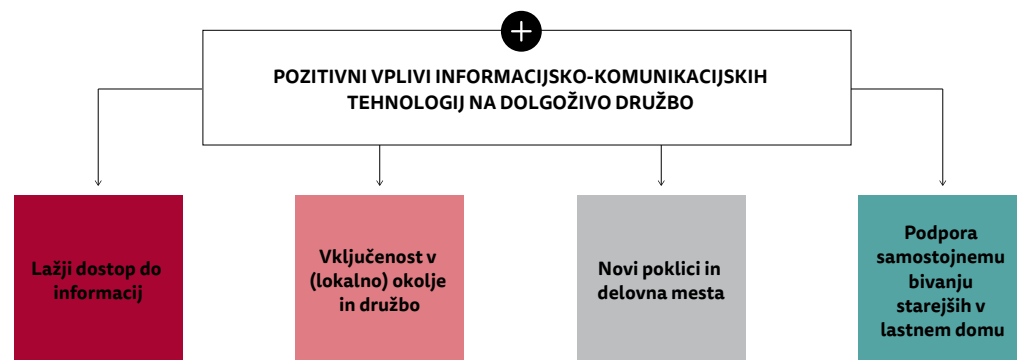 POZITIVNI VPLIVI INFORMACIJSKO-KOMUNIKACIJSKIH
TEHNOLOGIJ NA DOLGOŽIVO DRUŽBO
Lažji dostop do
informacij
Vključenost v
(lokalno) okolje
in družbo
Novi poklici in
delovna mesta
Podpora
samostojnemu
bivanju
starejših v
lastnem domu